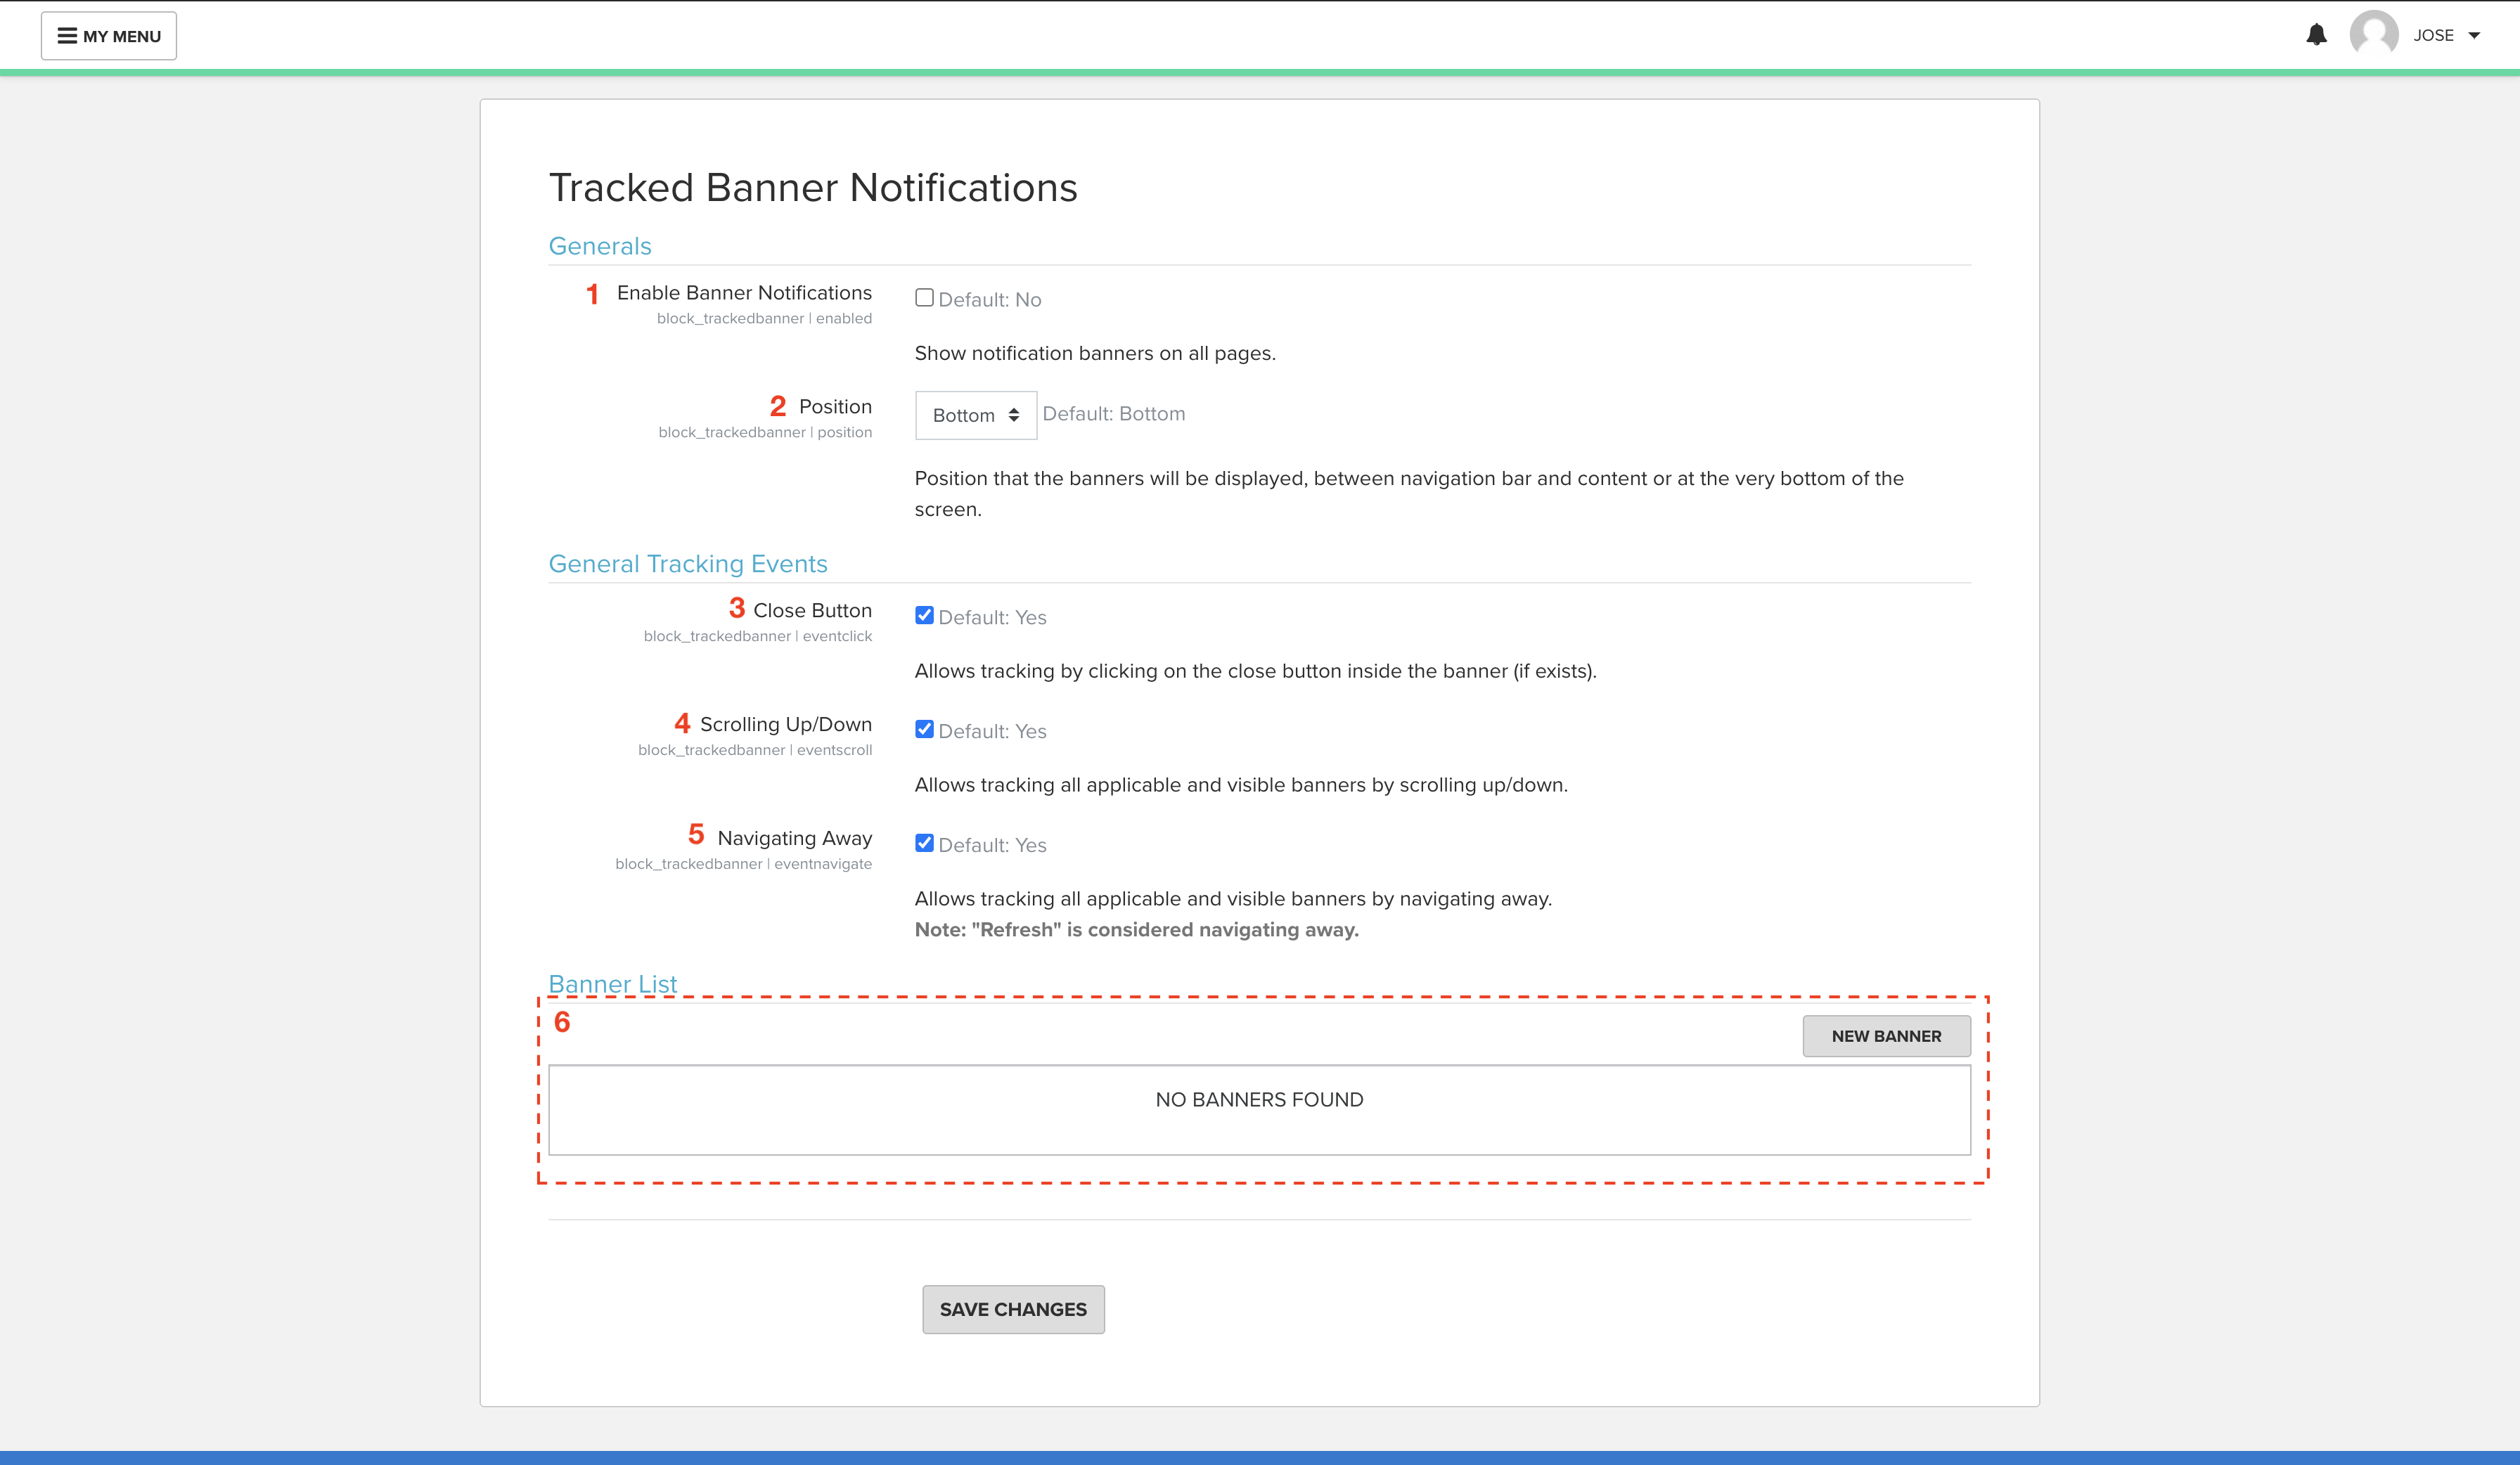 MY MENU
JOSE
Tracked Banner Notifications
Generals
1 Enable Banner Notifications
block_trackedbanner | enabled
Default: No
Show notification banners on all pages.
2 Position
block_trackedbanner | position
Bottom
Default: Bottom
Position that the banners will be displayed, between navigation bar and content or at the very bottom of the
screen.
General Tracking Events
3 Close Button
block_trackedbanner | eventclick
Default: Yes
Allows tracking by clicking on the close button inside the banner (if exists).
4 Scrolling Up/Down
block_trackedbanner | eventscroll
Default: Yes
Allows tracking all applicable and visible banners by scrolling up/down.
5 Navigating Away
block_trackedbanner | eventnavigate
Default: Yes
Allows tracking all applicable and visible banners by navigating away.
Note: "Refresh" is considered navigating away.
Banner List
6
NEW BANNER
NO BANNERS FOUND
SAVE CHANGES